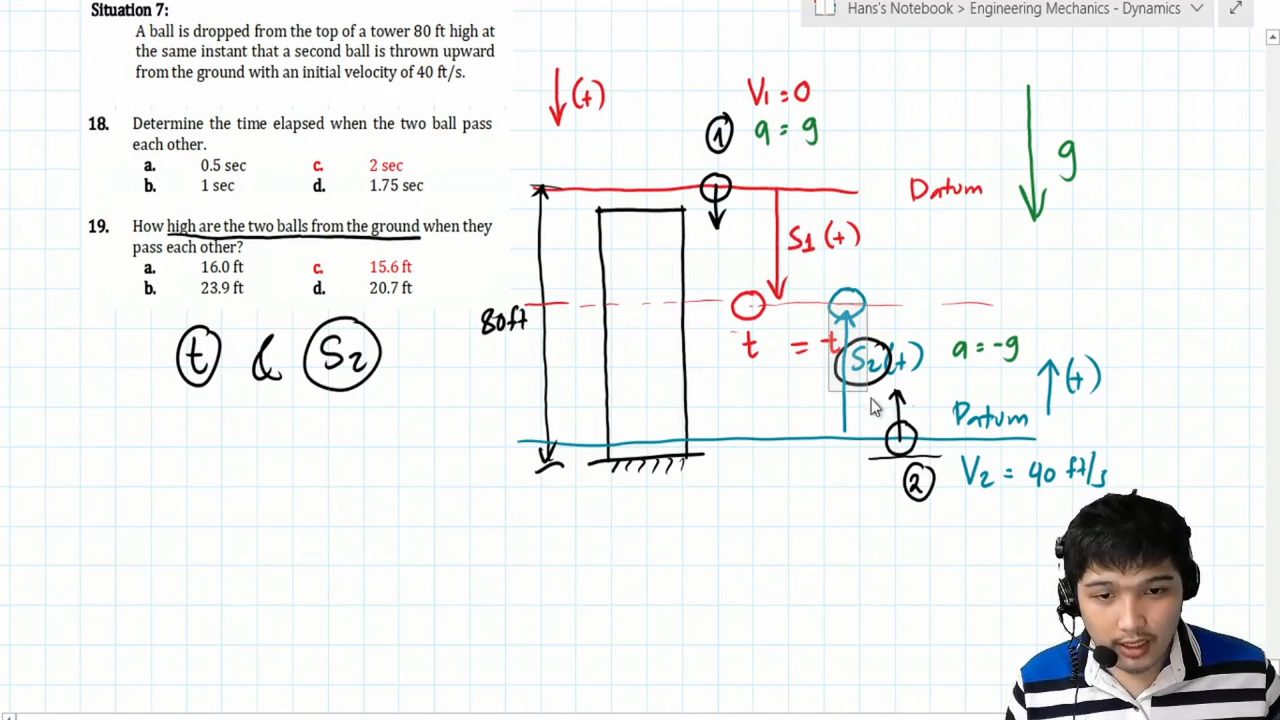 Hans's Notebook > Engineering Mechanics - Dynamics
Situation 7:
A ball is dropped from the top of a tower 80 ft high at
the same instant that a second ball is thrown upward
from the ground with an initial velocity of 40 ft/s.
18. Determine the time elapsed when the two ball pass
each other.
a. 0.5 sec c. 2 sec
b. 1 sec d. 1.75 sec
19. How high are the two balls from the ground when they
pass each other?
a. 16.0 ft c. 15.6 ft
b. 23.9 ft d. 20.7 ft
t & S2
(+)
V1 = 0
1 a = g
g
Datum
S1 (+)
80ft
t = t
S2 (+) a = -g
(+)
Datum
2 V2 = 40 ft/s